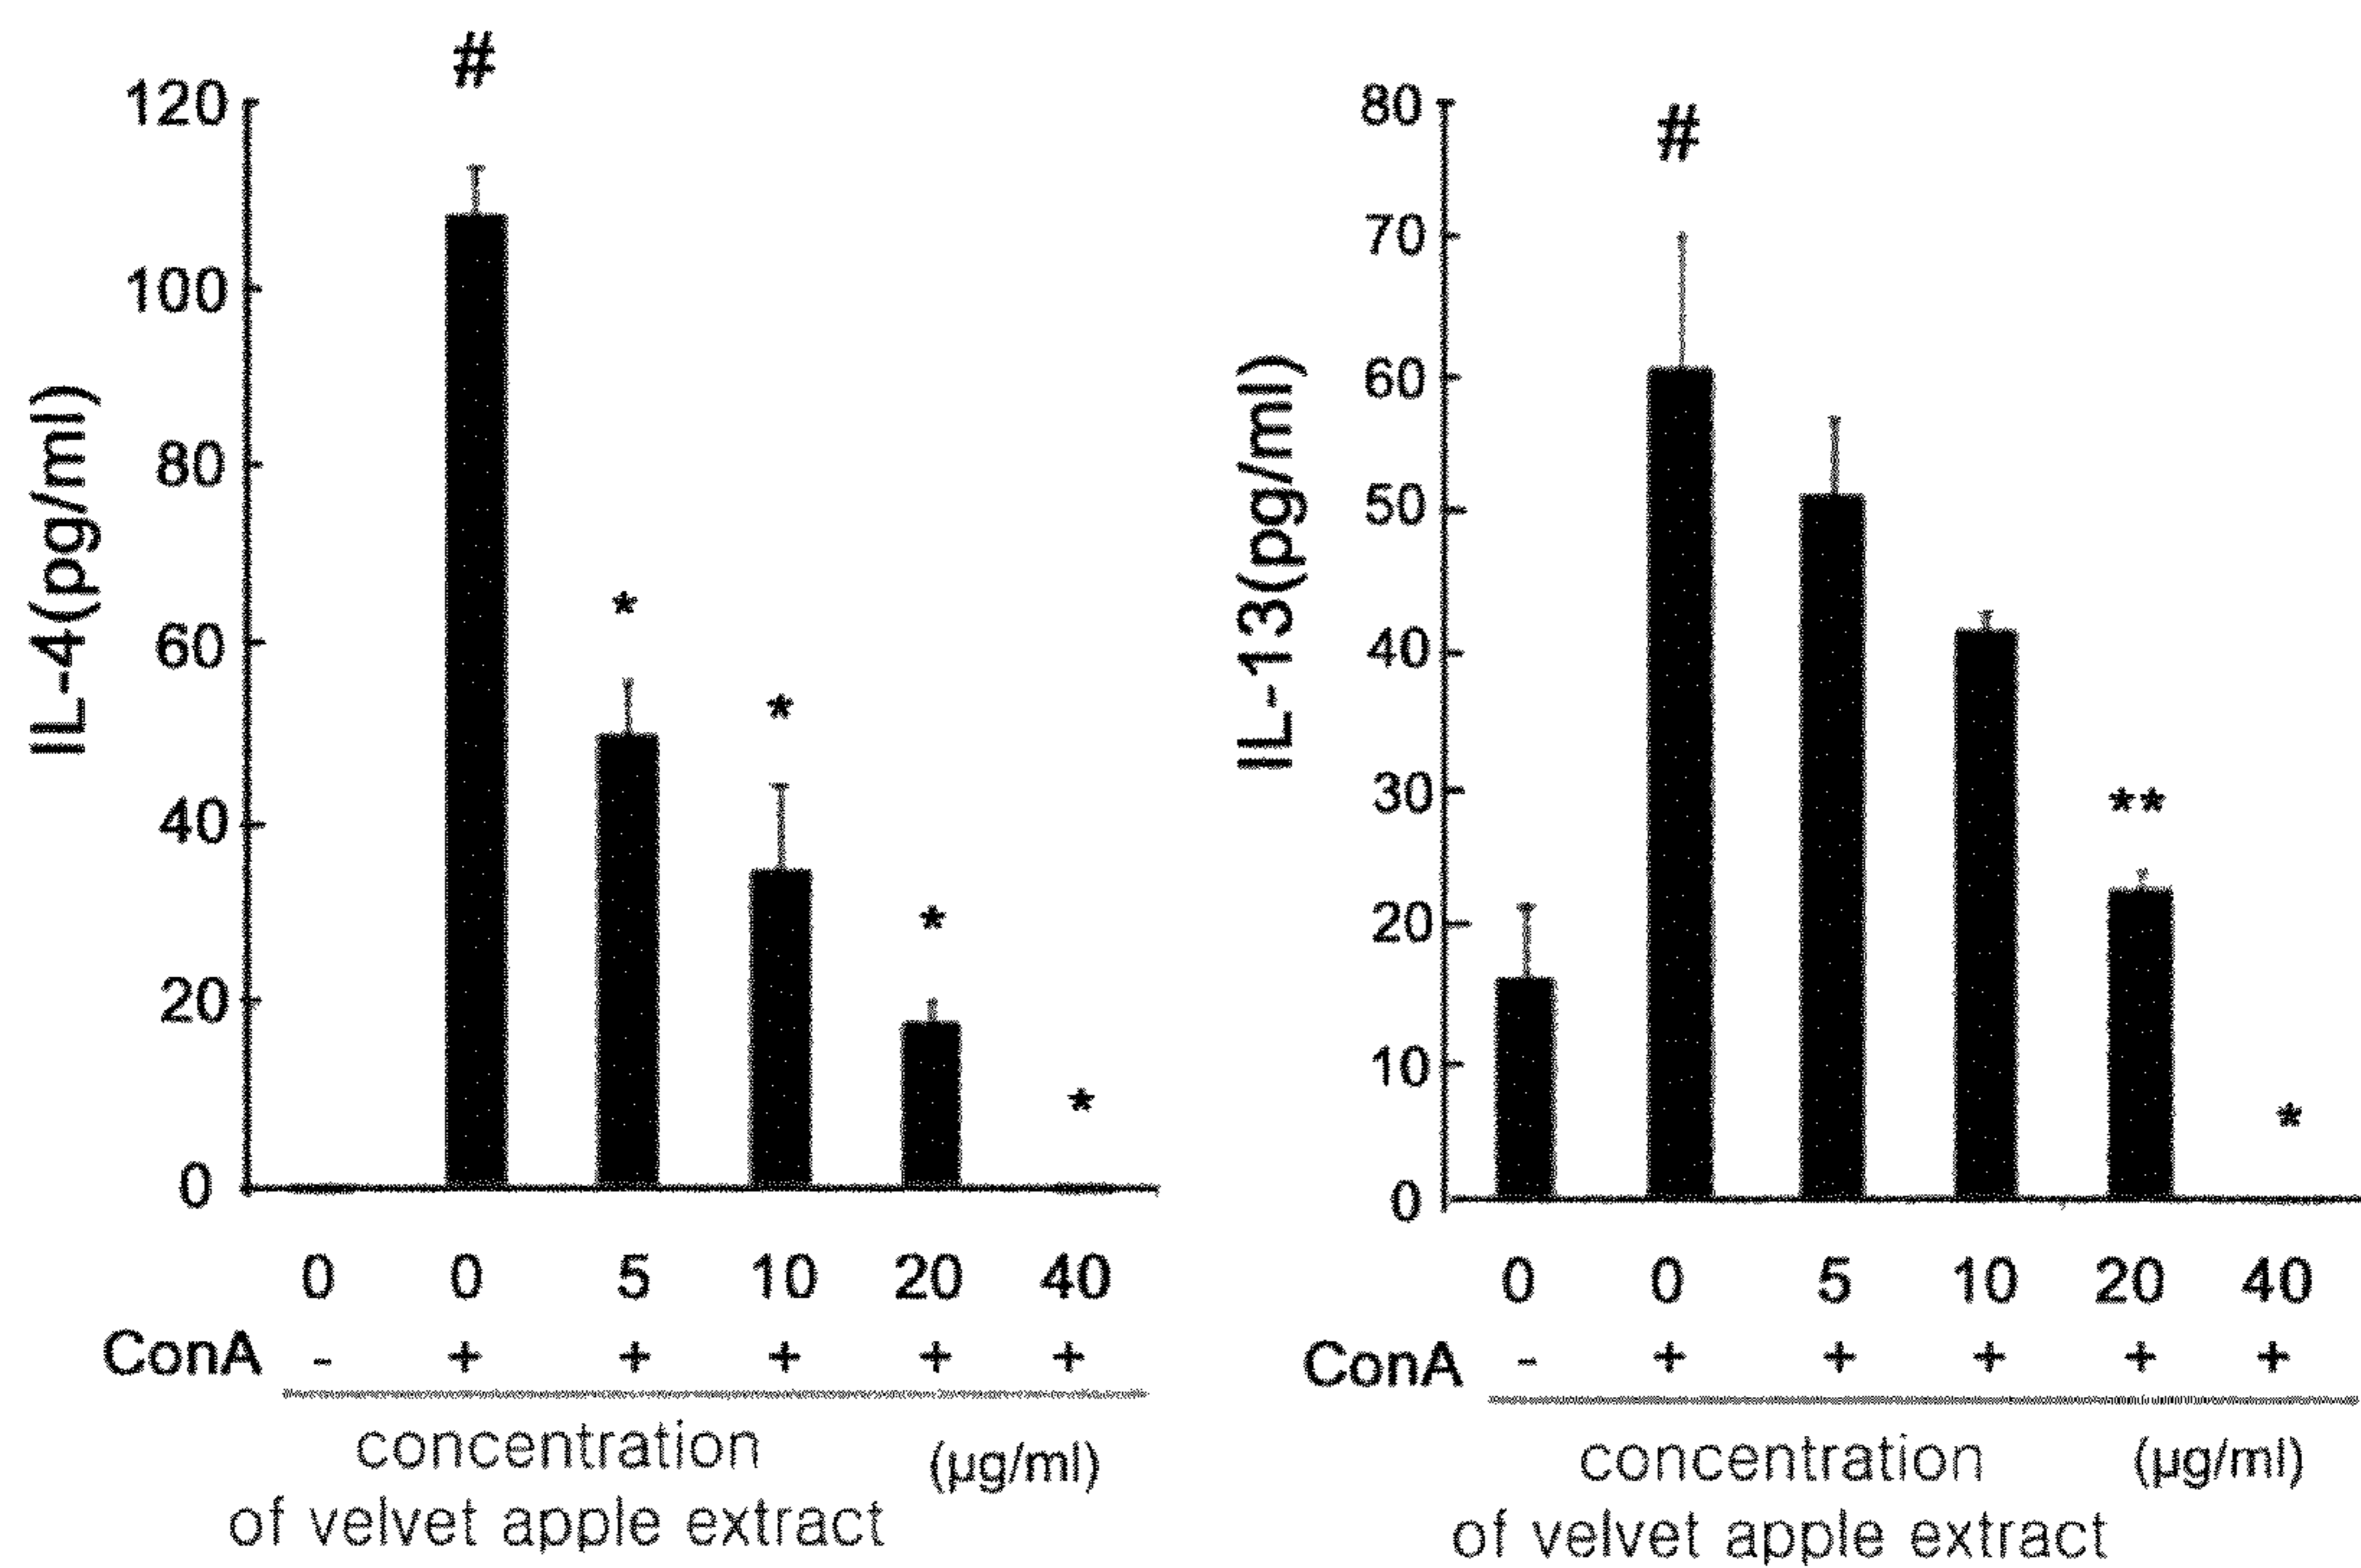 #
120
100
80
60
40
20
0
IL-4(pg/ml)
*
*
*
*
0 0 5 10 20 40
ConA - + + + + +
concentration (µg/ml)
of velvet apple extract
#
80
70
60
50
40
30
20
10
0
IL-13(pg/ml)
**
*
0 0 5 10 20 40
ConA - + + + + +
concentration (µg/ml)
of velvet apple extract